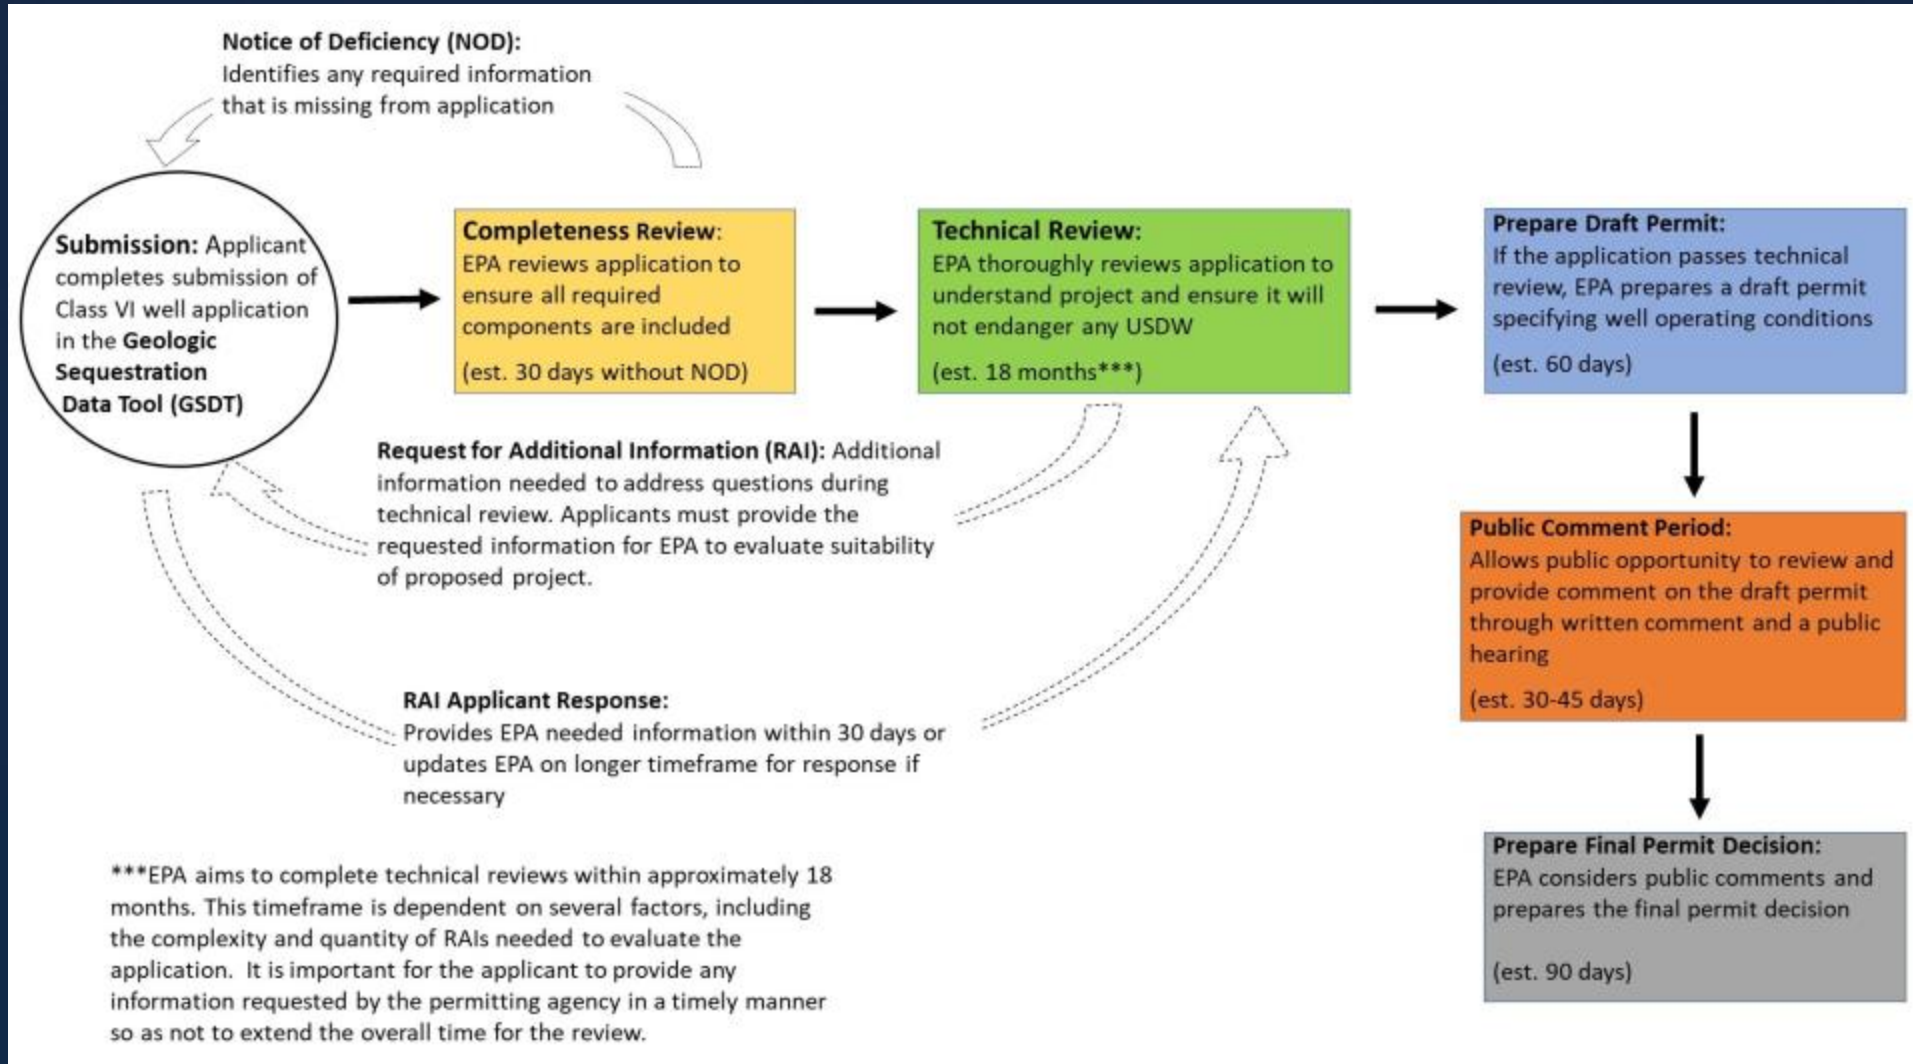 Notice of Deficiency (NOD):
Identifies any required information
that is missing from application
Submission: Applicant
completes submission of
Class VI well application
in the Geologic
Sequestration
Data Tool (GSDT)
Completeness Review:
EPA reviews application to
ensure all required
components are included
(est. 30 days without NOD)
Technical Review:
EPA thoroughly reviews application to
understand project and ensure it will
not endanger any USDW
(est. 18 months***)
Prepare Draft Permit:
If the application passes technical
review, EPA prepares a draft permit
specifying well operating conditions
(est. 60 days)
Request for Additional Information (RAI): Additional
information needed to address questions during
technical review. Applicants must provide the
requested information for EPA to evaluate suitability
of proposed project.
Public Comment Period:
Allows public opportunity to review and
provide comment on the draft permit
through written comment and a public
hearing
(est. 30-45 days)
RAI Applicant Response:
Provides EPA needed information within 30 days or
updates EPA on longer timeframe for response if
necessary
Prepare Final Permit Decision:
EPA considers public comments and
prepares the final permit decision
(est. 90 days)
***EPA aims to complete technical reviews within approximately 18
months. This timeframe is dependent on several factors, including
the complexity and quantity of RAIs needed to evaluate the
application. It is important for the applicant to provide any
information requested by the permitting agency in a timely manner
so as not to extend the overall time for the review.